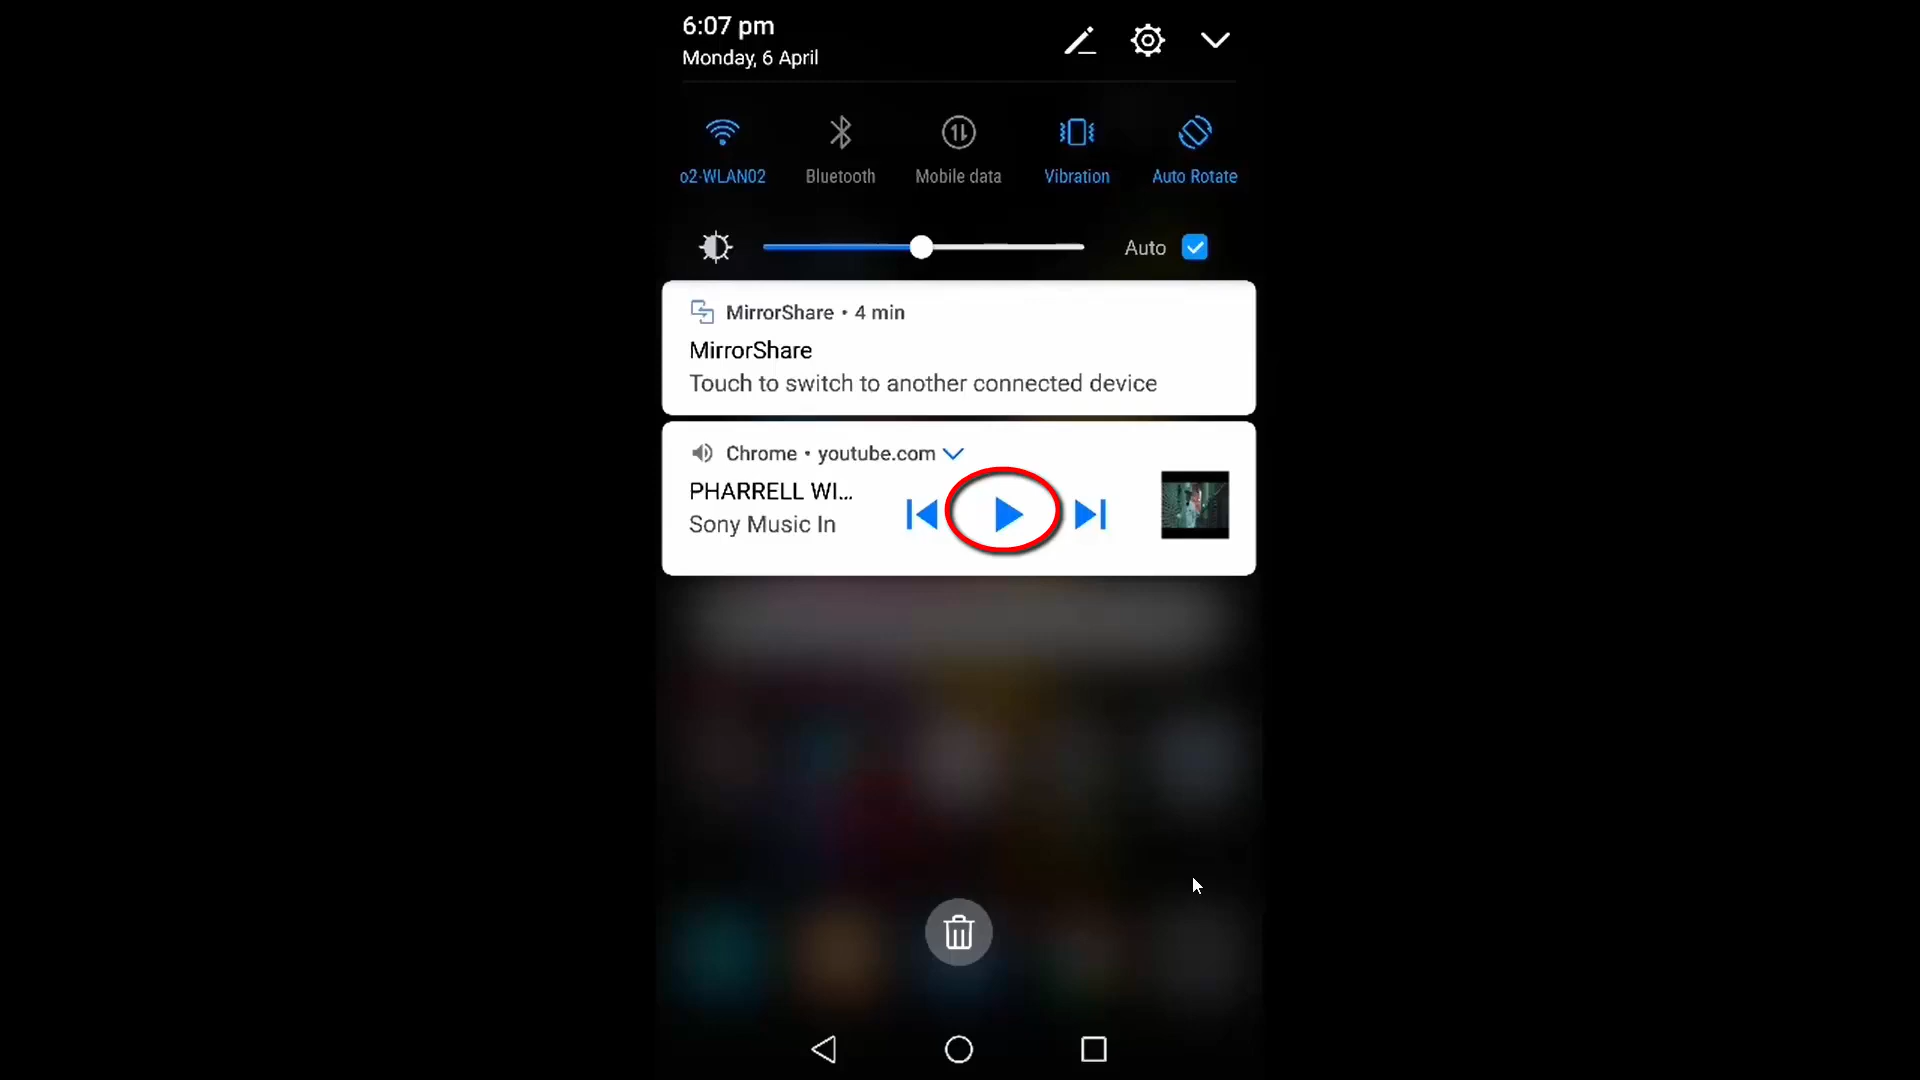 6:07 pm
Monday, 6 April
o2-WLAN02
Bluetooth
Mobile data
Vibration
Auto Rotate
Auto
MirrorShare • 4 min
MirrorShare
Touch to switch to another connected device
Chrome • youtube.com
PHARRELL WI...
Sony Music In